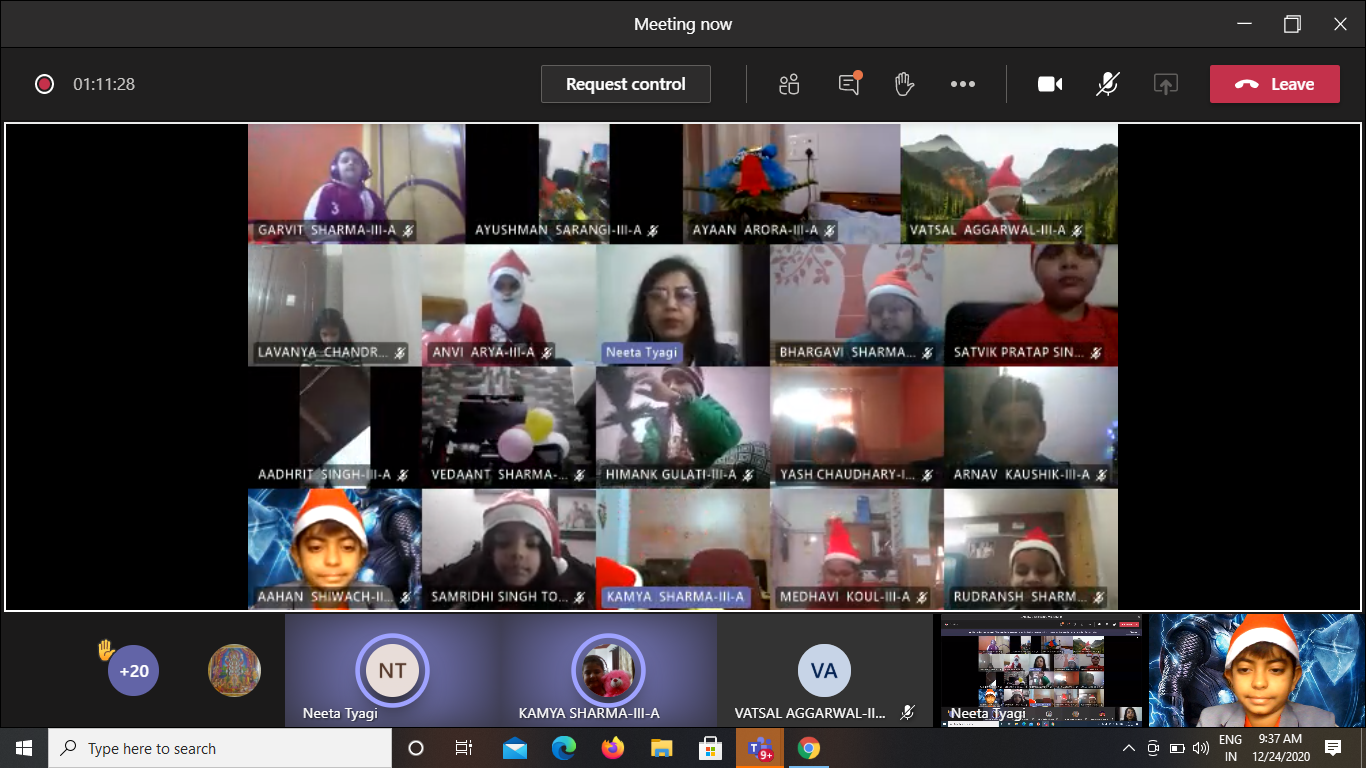 Meeting now
01:11:28
Request control
Leave
GARVIT SHARMA-III-A
AYUSHMAN SARANGI-III-A
AYAAN ARORA-III-A
VATSAL AGGARWAL-III-A
LAVANYA CHANDR...
ANVI ARYA-III-A
Neeta Tyagi
BHARGAVI SHARMA...
SATVIK PRATAP SIN...
AADHRIT SINGH-III-A
VEDAANT SHARMA-...
HIMANK GULATI-III-A
YASH CHAUDHARY-I...
ARNAV KAUSHIK-III-A
AAHAN SHIWACH-II...
SAMRIDHI SINGH TO...
KAMYA SHARMA-III-A
MEDHAVI KOUL-III-A
RUDRANSH SHARM...
+20
NT
Neeta Tyagi
KAMYA SHARMA-III-A
VA
VATSAL AGGARWAL-II...
Neeta Tyagi
Type here to search
9+
ENG
IN
9:37 AM
12/24/2020